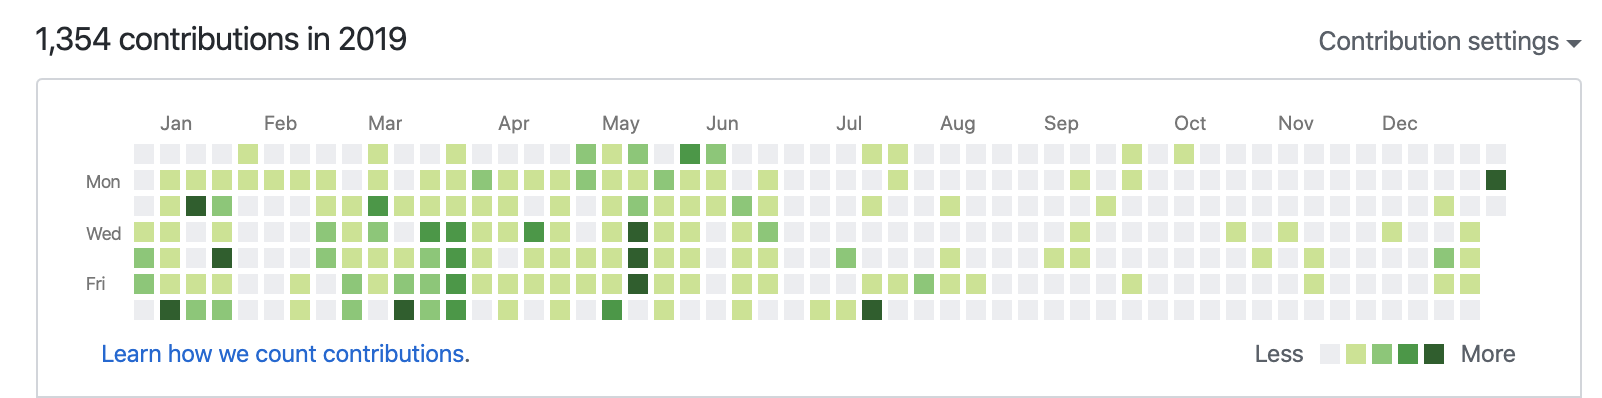 1,354 contributions in 2019
Contribution settings
Jan Feb Mar Apr May Jun Jul Aug Sep Oct Nov Dec
Mon
Wed
Fri
Learn how we count contributions.
Less More